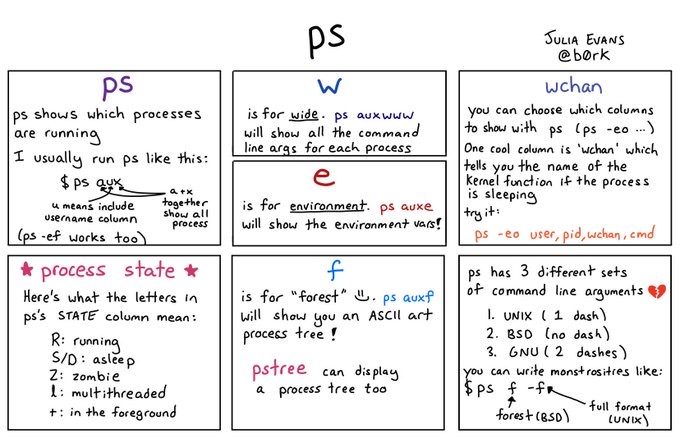 ps
JULIA EVANS
@b0rk
ps
ps shows which processes
are running
I usually run ps like this:
$ ps aux
u means include
username column
a+x
together
show all
process
(ps -ef works too)
w
is for wide. ps auxwww
will show all the command
line args for each process
e
is for environment. ps auxe
will show the environment vars!
wchan
you can choose which columns
to show with ps (ps -eo ...)
One cool column is 'wchan' which
tells you the name of the
Kernel function if the process
is sleeping
try it:
ps -eo user,pid,wchan,cmd
★ process state ★
Here's what the letters in
ps's STATE column mean:
R: running
S/D: asleep
Z: zombie
l: multithreaded
+: in the foreground
f
is for "forest" ☺. ps auxf
will show you an ASCII art
process tree!
pstree can display
a process tree too
ps has 3 different sets
of command line arguments 💔
1. UNIX (1 dash)
2. BSD (no dash)
3. GNU (2 dashes)
you can write monstrositres like:
$ ps f -f
forest (BSD)
full format
(UNIX)